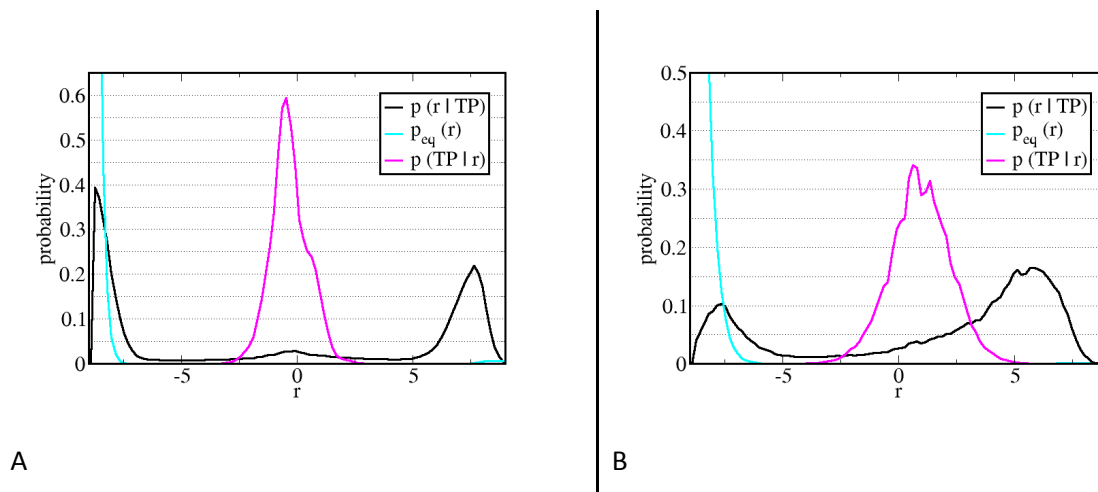 0.6
0.5
0.4
0.3
0.2
0.1
0
probability
-5
0
5
r
p (r | TP)
p_eq (r)
p (TP | r)
A
0.5
0.4
0.3
0.2
0.1
0
probability
-5
0
5
r
p (r | TP)
p_eq (r)
p (TP | r)
B